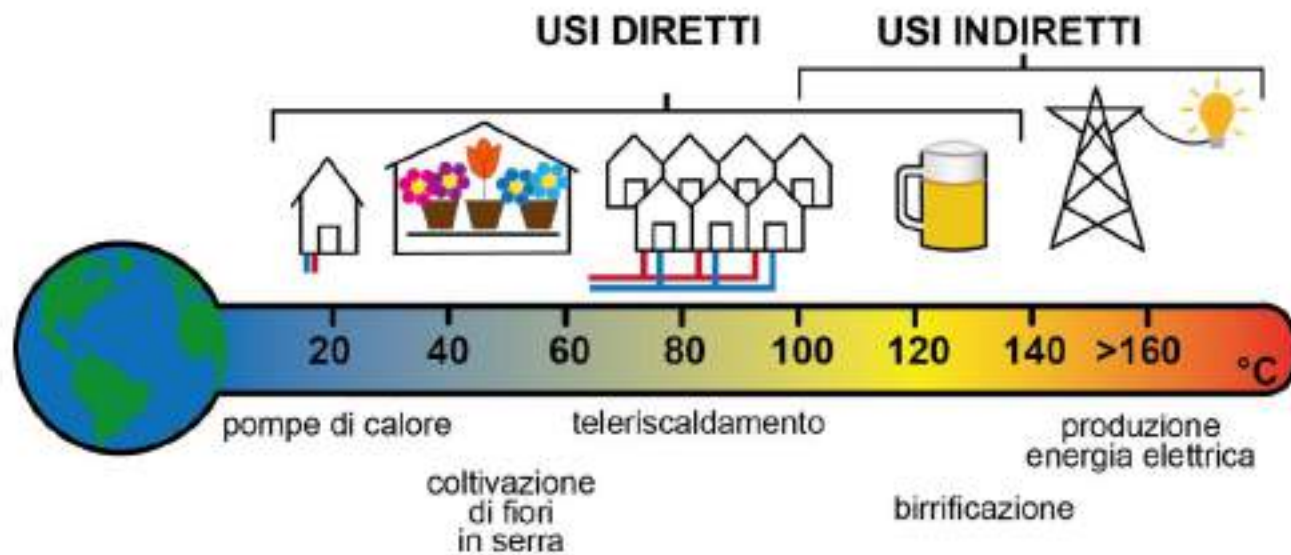 USI DIRETTI
USI INDIRETTI
20 40 60 80 100 120 140 >160 °C
pompe di calore
teleriscaldamento
produzione
energia elettrica
coltivazione
di fiori
in serra
birrificazione